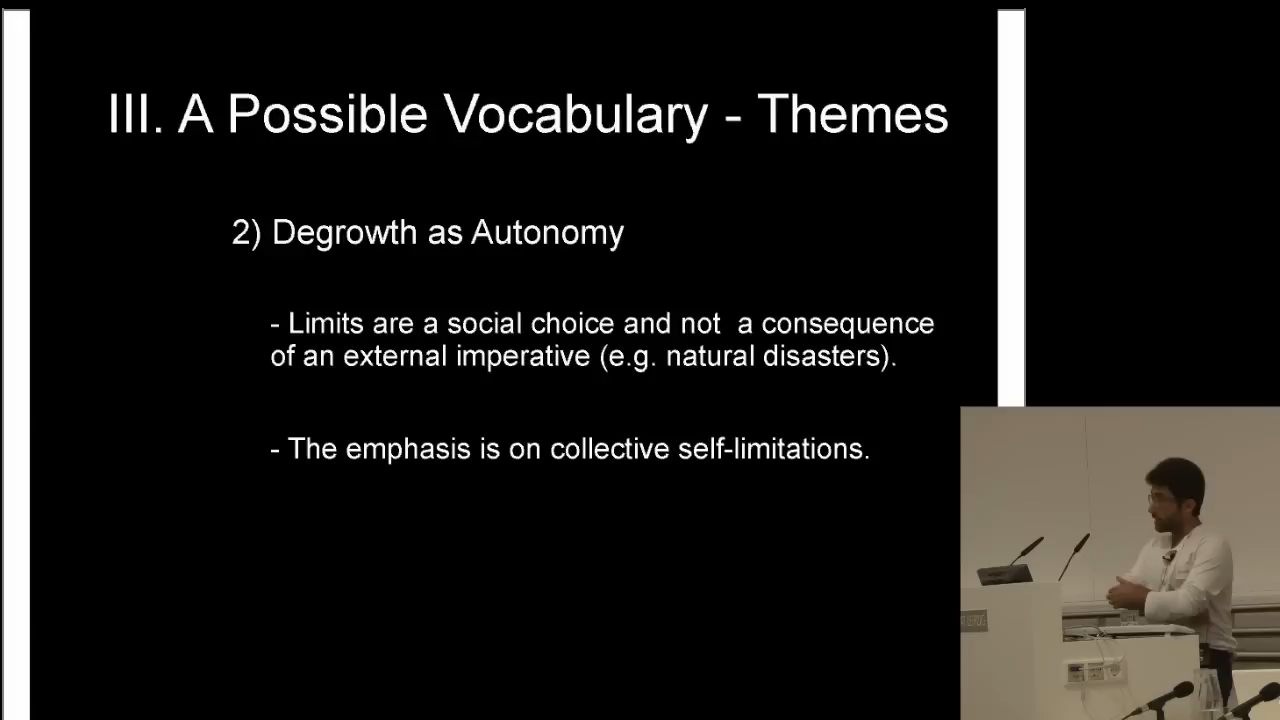 III. A Possible Vocabulary - Themes
2) Degrowth as Autonomy
- Limits are a social choice and not a consequence
of an external imperative (e.g. natural disasters).
- The emphasis is on collective self-limitations.